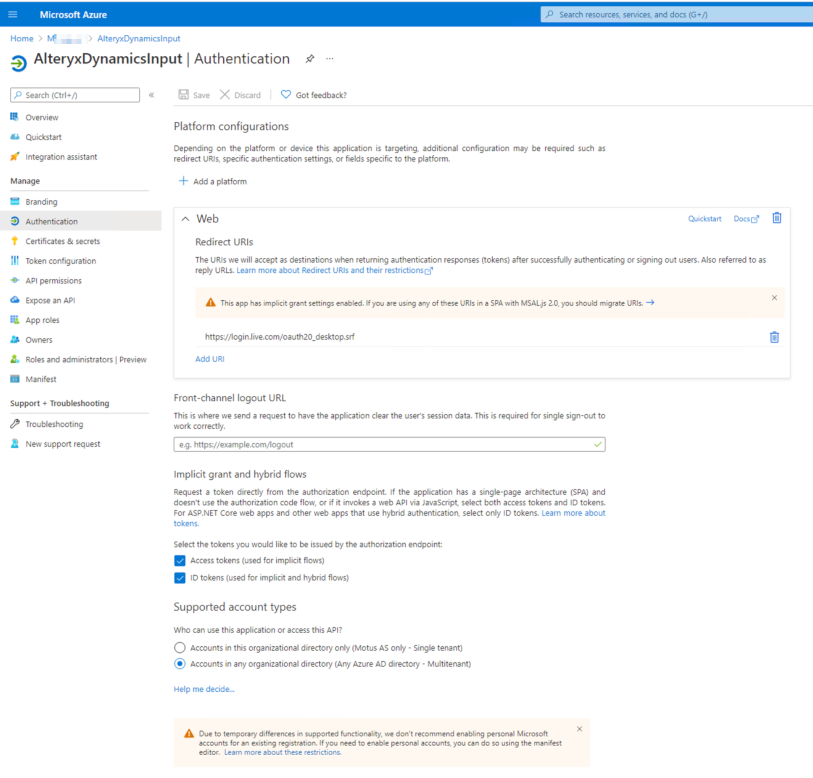 Microsoft Azure
Search resources, services, and docs (G+/)
Home > M > AlteryxDynamicsInput
AlteryxDynamicsInput | Authentication
Search (Ctrl+/)
Save Discard Got feedback?
Overview
Quickstart
Integration assistant
Manage
Branding
Authentication
Certificates & secrets
Token configuration
API permissions
Expose an API
App roles
Owners
Roles and administrators | Preview
Manifest
Support + Troubleshooting
Troubleshooting
New support request
Platform configurations
Depending on the platform or device this application is targeting, additional configuration may be required such as
redirect URIs, specific authentication settings, or fields specific to the platform.
Add a platform
Web
Quickstart Docs
Redirect URIs
The URIs we will accept as destinations when returning authentication responses (tokens) after successfully authenticating or signing out users. Also referred to as
reply URLs. Learn more about Redirect URIs and their restrictions
This app has implicit grant settings enabled. If you are using any of these URIs in a SPA with MSAL.js 2.0, you should migrate URIs.
https://login.live.com/oauth20_desktop.srf
Add URI
Front-channel logout URL
This is where we send a request to have the application clear the user's session data. This is required for single sign-out to
work correctly.
e.g. https://example.com/logout
Implicit grant and hybrid flows
Request a token directly from the authorization endpoint. If the application has a single-page architecture (SPA) and
doesn't use the authorization code flow, or if it invokes a web API via JavaScript, select both access tokens and ID tokens.
For ASP.NET Core web apps and other web apps that use hybrid authentication, select only ID tokens. Learn more about
tokens.
Select the tokens you would like to be issued by the authorization endpoint:
Access tokens (used for implicit flows)
ID tokens (used for implicit and hybrid flows)
Supported account types
Who can use this application or access this API?
Accounts in this organizational directory only (Motus AS only - Single tenant)
Accounts in any organizational directory (Any Azure AD directory - Multitenant)
Help me decide...
Due to temporary differences in supported functionality, we don't recommend enabling personal Microsoft
accounts for an existing registration. If you need to enable personal accounts, you can do so using the manifest
editor. Learn more about these restrictions.